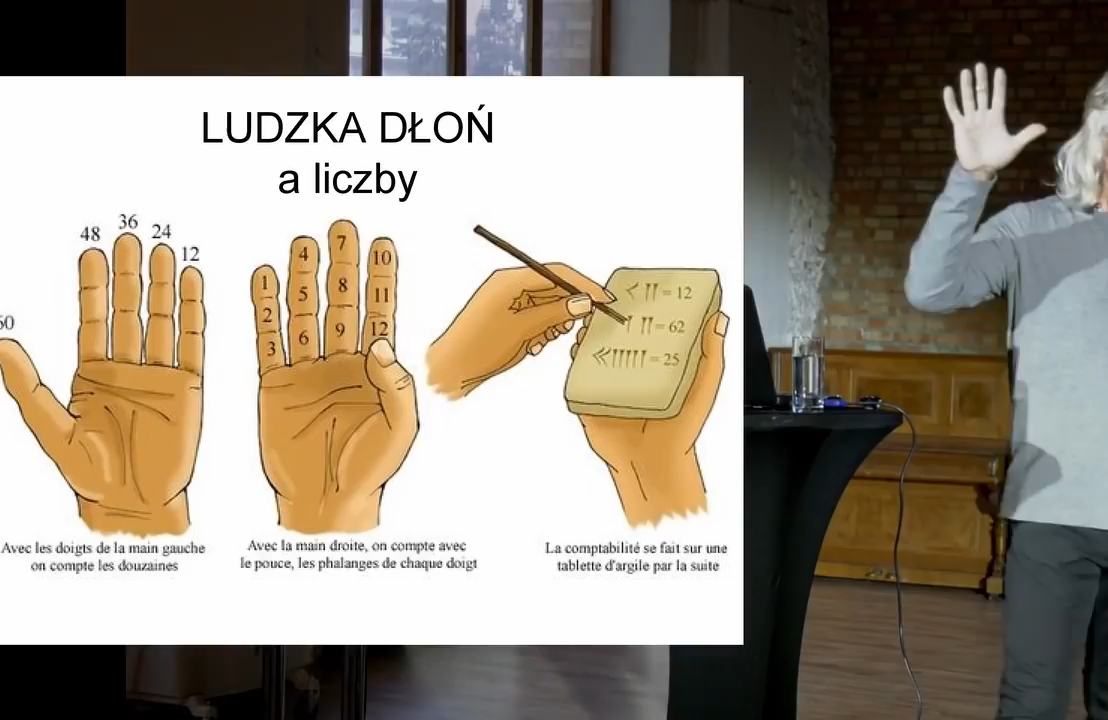 LUDZKA DŁOŃ
a liczby
48
36
24
12
60
1
2
3
4
5
6
7
8
9
10
11
12
= 12
= 62
= 25
Avec les doigts de la main gauche
on compte les douzaines
Avec la main droite, on compte avec
le pouce, les phalanges de chaque doigt
La comptabilité se fait sur une
tablette d'argile par la suite